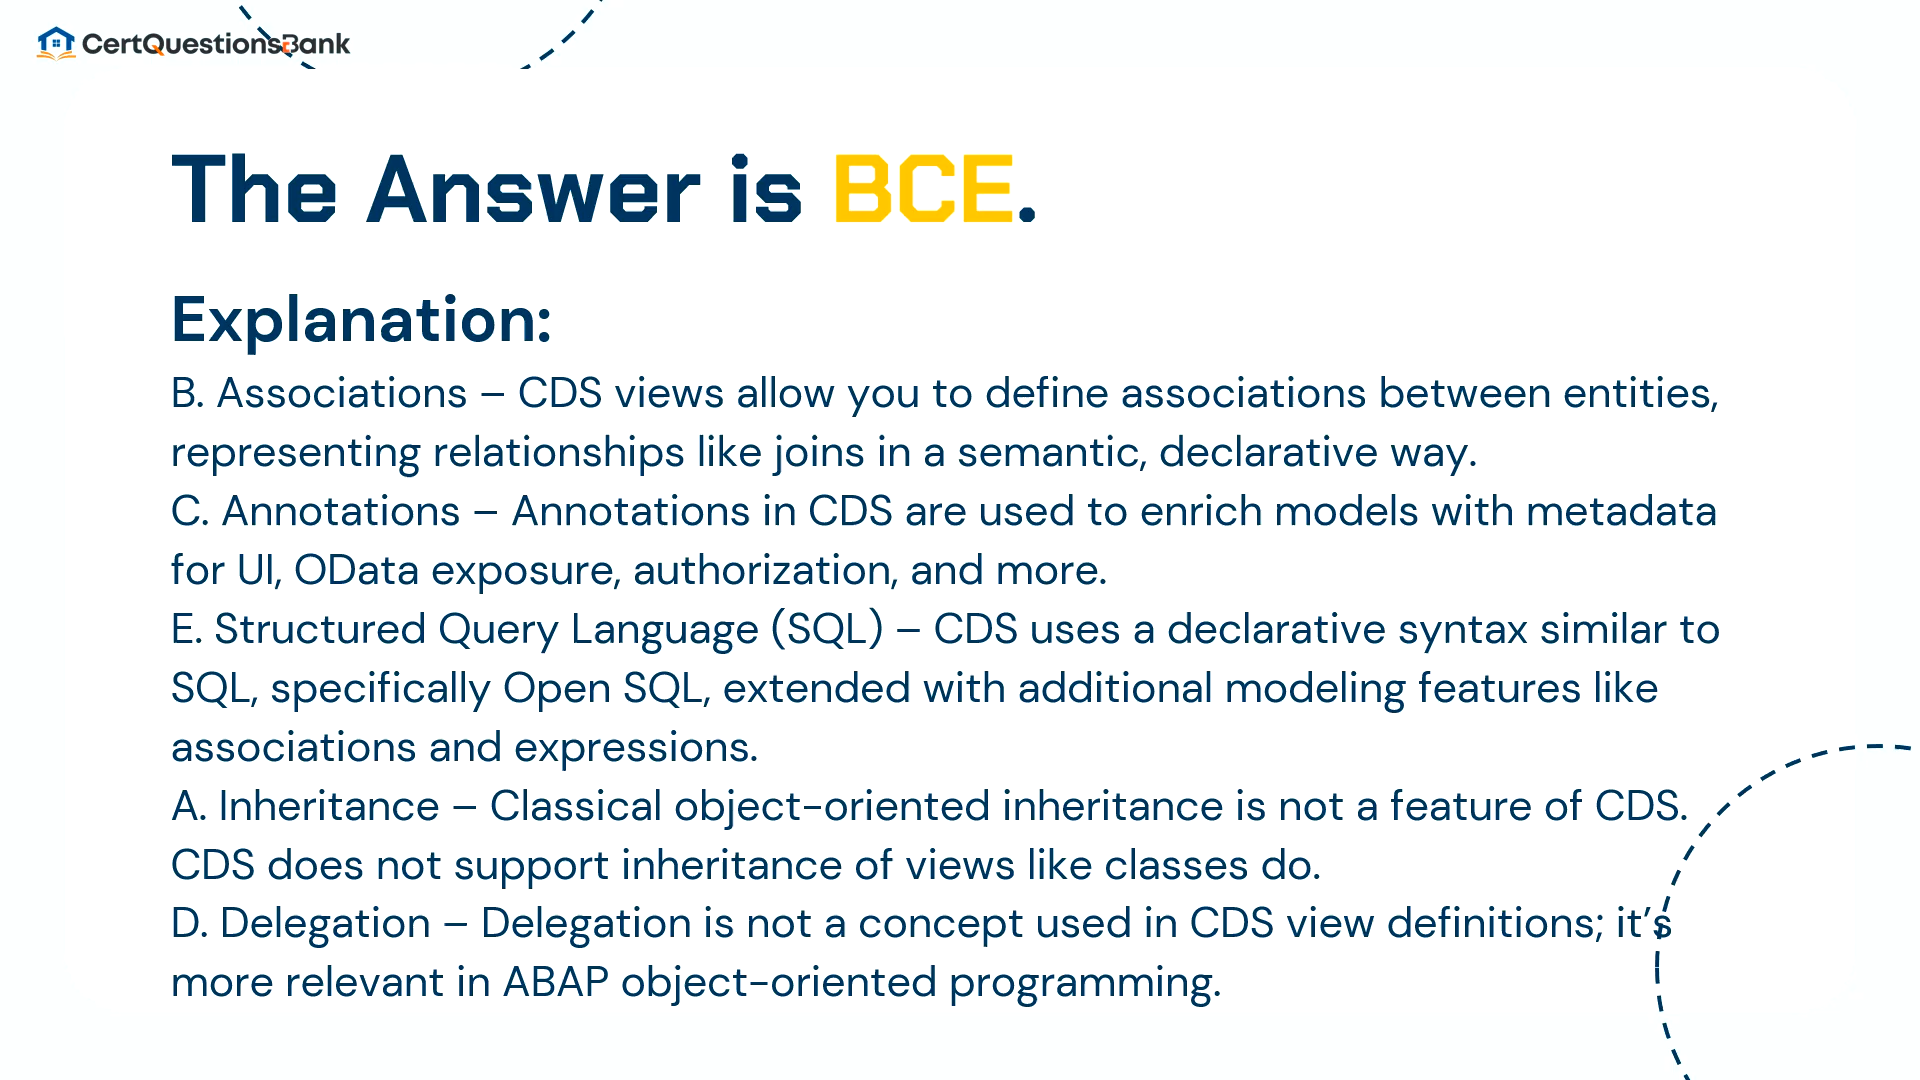 CertQuestionsBank
The Answer is BCE.
Explanation:
B. Associations – CDS views allow you to define associations between entities,
representing relationships like joins in a semantic, declarative way.
C. Annotations – Annotations in CDS are used to enrich models with metadata
for UI, OData exposure, authorization, and more.
E. Structured Query Language (SQL) – CDS uses a declarative syntax similar to
SQL, specifically Open SQL, extended with additional modeling features like
associations and expressions.
A. Inheritance – Classical object-oriented inheritance is not a feature of CDS.
CDS does not support inheritance of views like classes do.
D. Delegation – Delegation is not a concept used in CDS view definitions; it’s
more relevant in ABAP object-oriented programming.